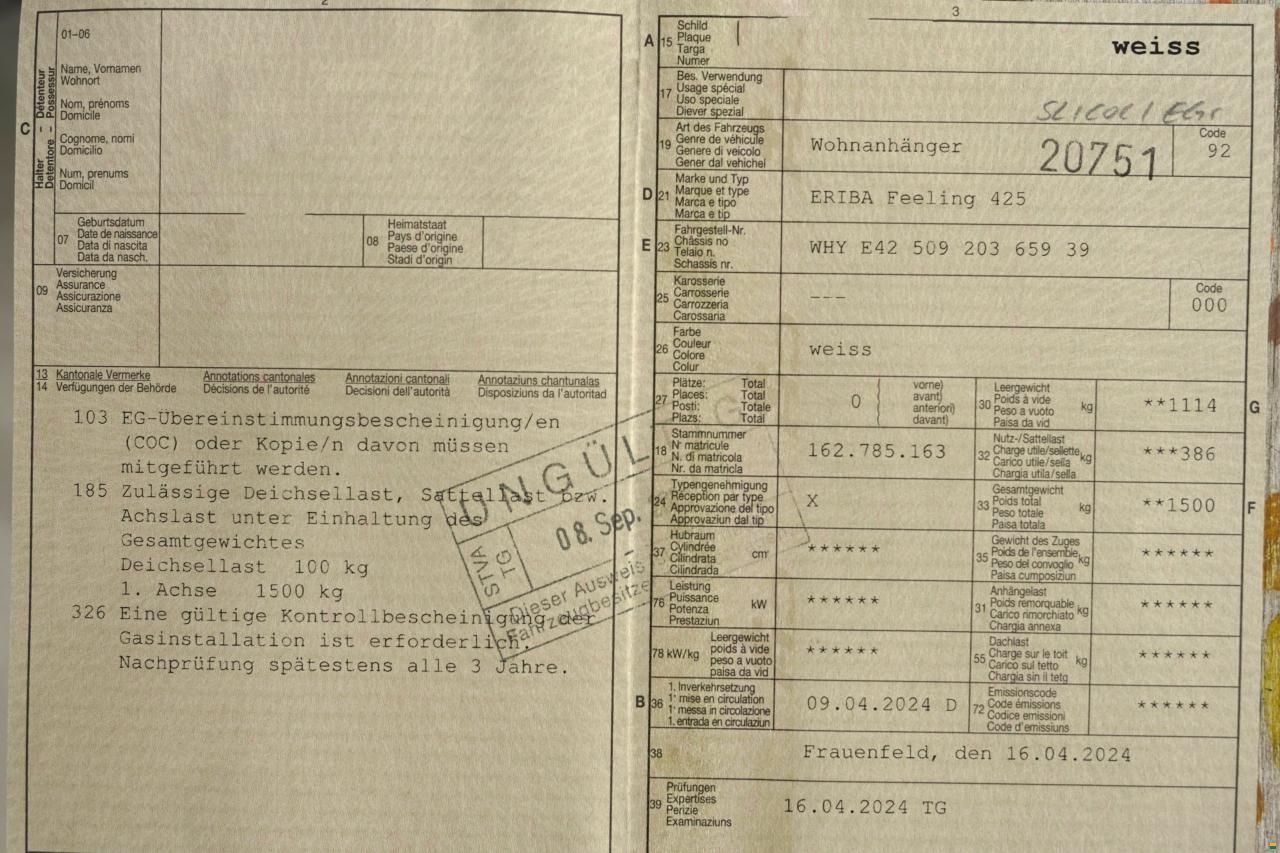 2
01–06
C
Halter – Détenteur
Detentore – Possessur
Name, Vornamen
Wohnort
Nom, prénoms
Domicile
Cognome, nomi
Domicilio
Num, prenums
Domicil
07
Geburtsdatum
Date de naissance
Data di nascita
Data da nasch.
08
Heimatstaat
Pays d'origine
Paese d'origine
Stadi d'origin
09
Versicherung
Assurance
Assicurazione
Assicuranza
13 Kantonale Vermerke Annotations cantonales Annotazioni cantonali Annotaziuns chantunalas
14 Verfügungen der Behörde Décisions de l'autorité Decisioni dell'autorità Disposiziuns da l'autoritad
103 EG-Übereinstimmungsbescheinigung/en
(COC) oder Kopie/n davon müssen
mitgeführt werden.
185 Zulässige Deichsellast, Sattellast bzw.
Achslast unter Einhaltung des
Gesamtgewichtes
Deichsellast 100 kg
1. Achse 1500 kg
326 Eine gültige Kontrollbescheinigung der
Gasinstallation ist erforderlich.
Nachprüfung spätestens alle 3 Jahre.
UNGÜL
G
STVA
TG
08. Sep.
Dieser Ausweis
Fahrzeugbesitze
3
A
15
Schild
Plaque
Targa
Numer
weiss
17
Bes. Verwendung
Usage spécial
Uso speciale
Diever spezial
19
Art des Fahrzeugs
Genre de véhicule
Genere di veicolo
Gener dal vehichel
Wohnanhänger
20751
Code
92
D
21
Marke und Typ
Marque et type
Marca e tipo
Marca e tip
ERIBA Feeling 425
E
23
Fahrgestell-Nr.
Châssis no
Telaio n.
Schassis nr.
WHY E42 509 203 659 39
25
Karosserie
Carrosserie
Carrozzeria
Carossaria
---
Code
000
26
Farbe
Couleur
Colore
Colur
weiss
27
Plätze: Total
Places: Total
Posti: Totale
Plazs: Total
0
vorne)
avant)
anteriori)
davant)
30
Leergewicht
Poids à vide
Peso a vuoto
Paisa da vid
kg
**1114
G
18
Stammnummer
N° matricule
N. di matricola
Nr. da matricla
162.785.163
32
Nutz-/Sattellast
Charge utile/sellette
Carico utile/sella
Chargia utila/sella
kg
***386
24
Typengenehmigung
Réception par type
Approvazione del tipo
Approvaziun dal tip
X
33
Gesamtgewicht
Poids total
Peso totale
Paisa totala
kg
**1500
F
37
Hubraum
Cylindrée
Cilindrata
Cilindrada
cm³
******
35
Gewicht des Zuges
Poids de l'ensemble
Peso del convoglio
Paisa cumposiziun
kg
******
76
Leistung
Puissance
Potenza
Prestaziun
kW
******
31
Anhängelast
Poids remorquable
Carico rimorchiato
Chargia annexa
kg
******
78 kW/kg
Leergewicht
poids à vide
peso a vuoto
paisa da vid
******
55
Dachlast
Charge sur le toit
Carico sul tetto
Chargia sin il tetg
kg
******
B
36
1. Inverkehrsetzung
1re mise en circulation
1a messa in circolazione
1. entrada en circulaziun
09.04.2024 D
72
Emissionscode
Code émissions
Codice emissioni
Code d'emissiuns
******
38
Frauenfeld, den 16.04.2024
39
Prüfungen
Expertises
Perizie
Examinaziuns
16.04.2024 TG